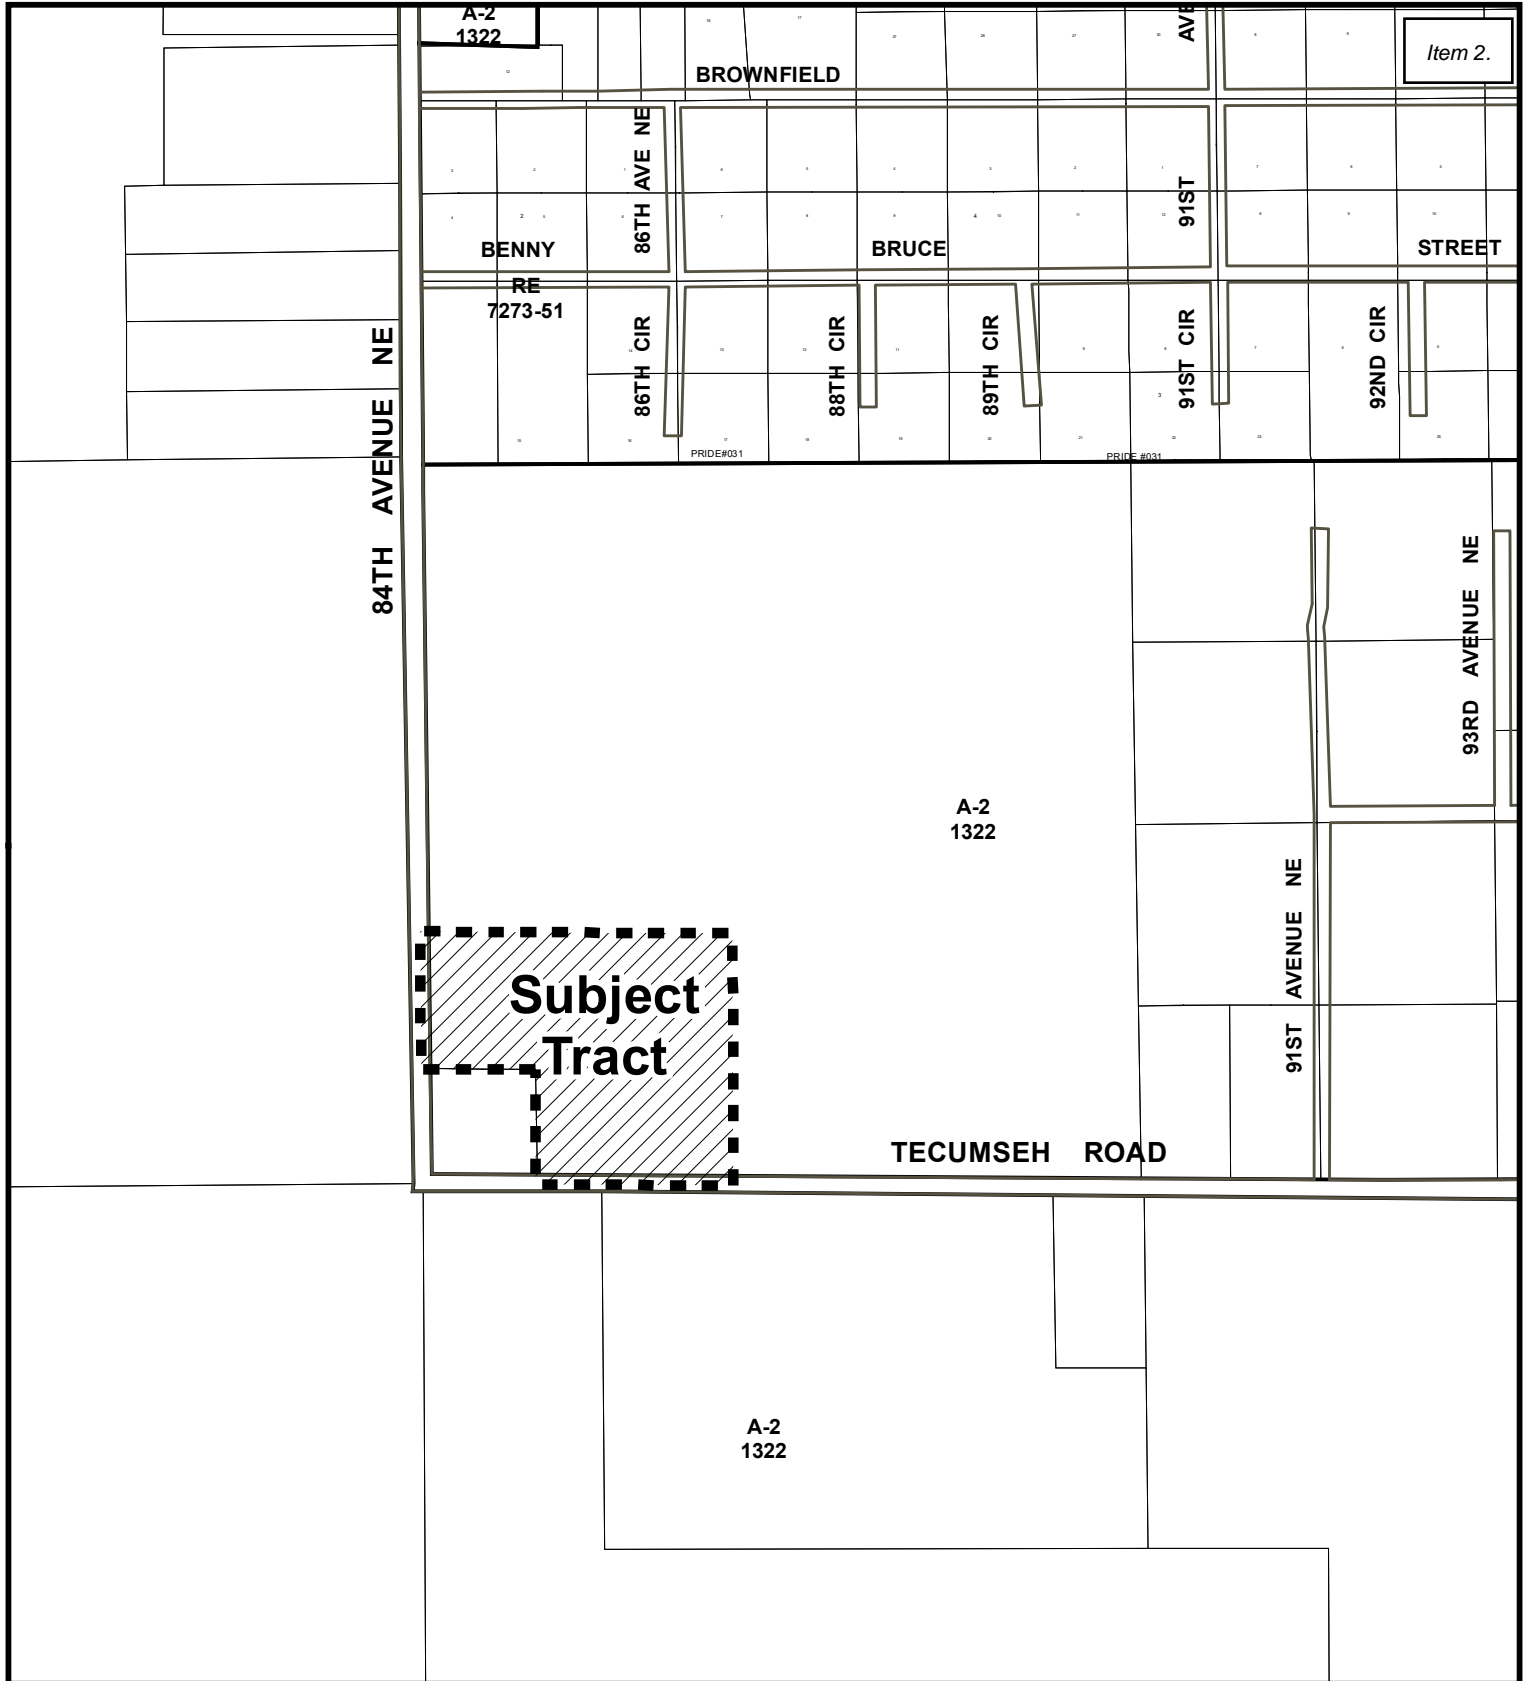 A-2
1322
AVE
Item 2.
BROWNFIELD
86TH AVE NE
91ST
BENNY BRUCE STREET
RE
7273-51
86TH CIR
88TH CIR
89TH CIR
91ST CIR
92ND CIR
84TH AVENUE NE
PRIDE#031
PRIDE #031
93RD AVENUE NE
A-2
1322
91ST AVENUE NE
Subject
Tract
TECUMSEH ROAD
A-2
1322